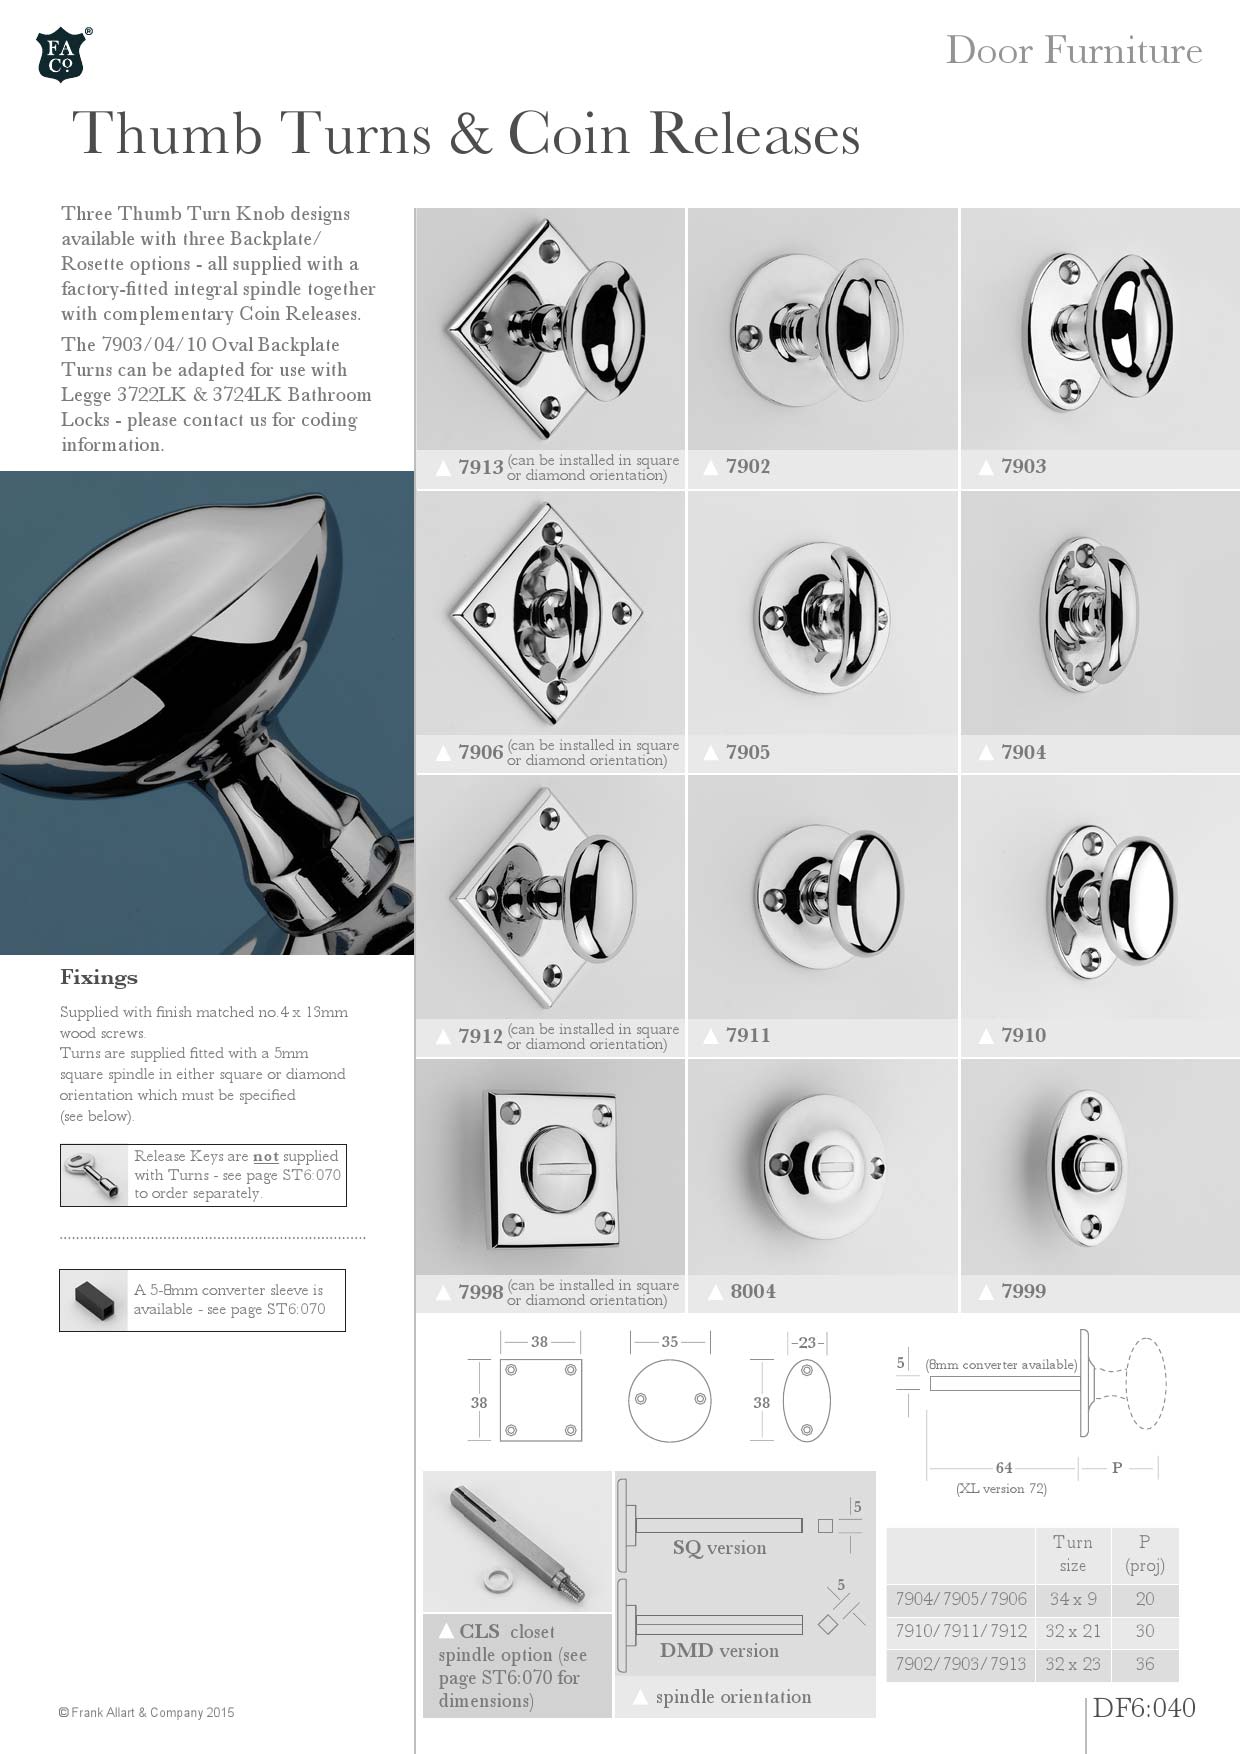 FA
Co.
®
Door Furniture
Thumb Turns & Coin Releases
Three Thumb Turn Knob designs
available with three Backplate/
Rosette options - all supplied with a
factory-fitted integral spindle together
with complementary Coin Releases.
The 7903/04/10 Oval Backplate
Turns can be adapted for use with
Legge 3722LK & 3724LK Bathroom
Locks - please contact us for coding
information.
7913 (can be installed in square
or diamond orientation)
7902
7903
7906 (can be installed in square
or diamond orientation)
7905
7904
7912 (can be installed in square
or diamond orientation)
7911
7910
7998 (can be installed in square
or diamond orientation)
8004
7999
Fixings
Supplied with finish matched no.4 x 13mm
wood screws.
Turns are supplied fitted with a 5mm
square spindle in either square or diamond
orientation which must be specified
(see below).
Release Keys are not supplied
with Turns - see page ST6:070
to order separately.
A 5-8mm converter sleeve is
available - see page ST6:070
38
38
35
23
38
5
(8mm converter available)
64
P
(XL version 72)
CLS closet
spindle option (see
page ST6:070 for
dimensions)
5
SQ version
5
DMD version
spindle orientation
Turn size P (proj)
7904/7905/7906 34 x 9 20
7910/7911/7912 32 x 21 30
7902/7903/7913 32 x 23 36
© Frank Allart & Company 2015
DF6:040